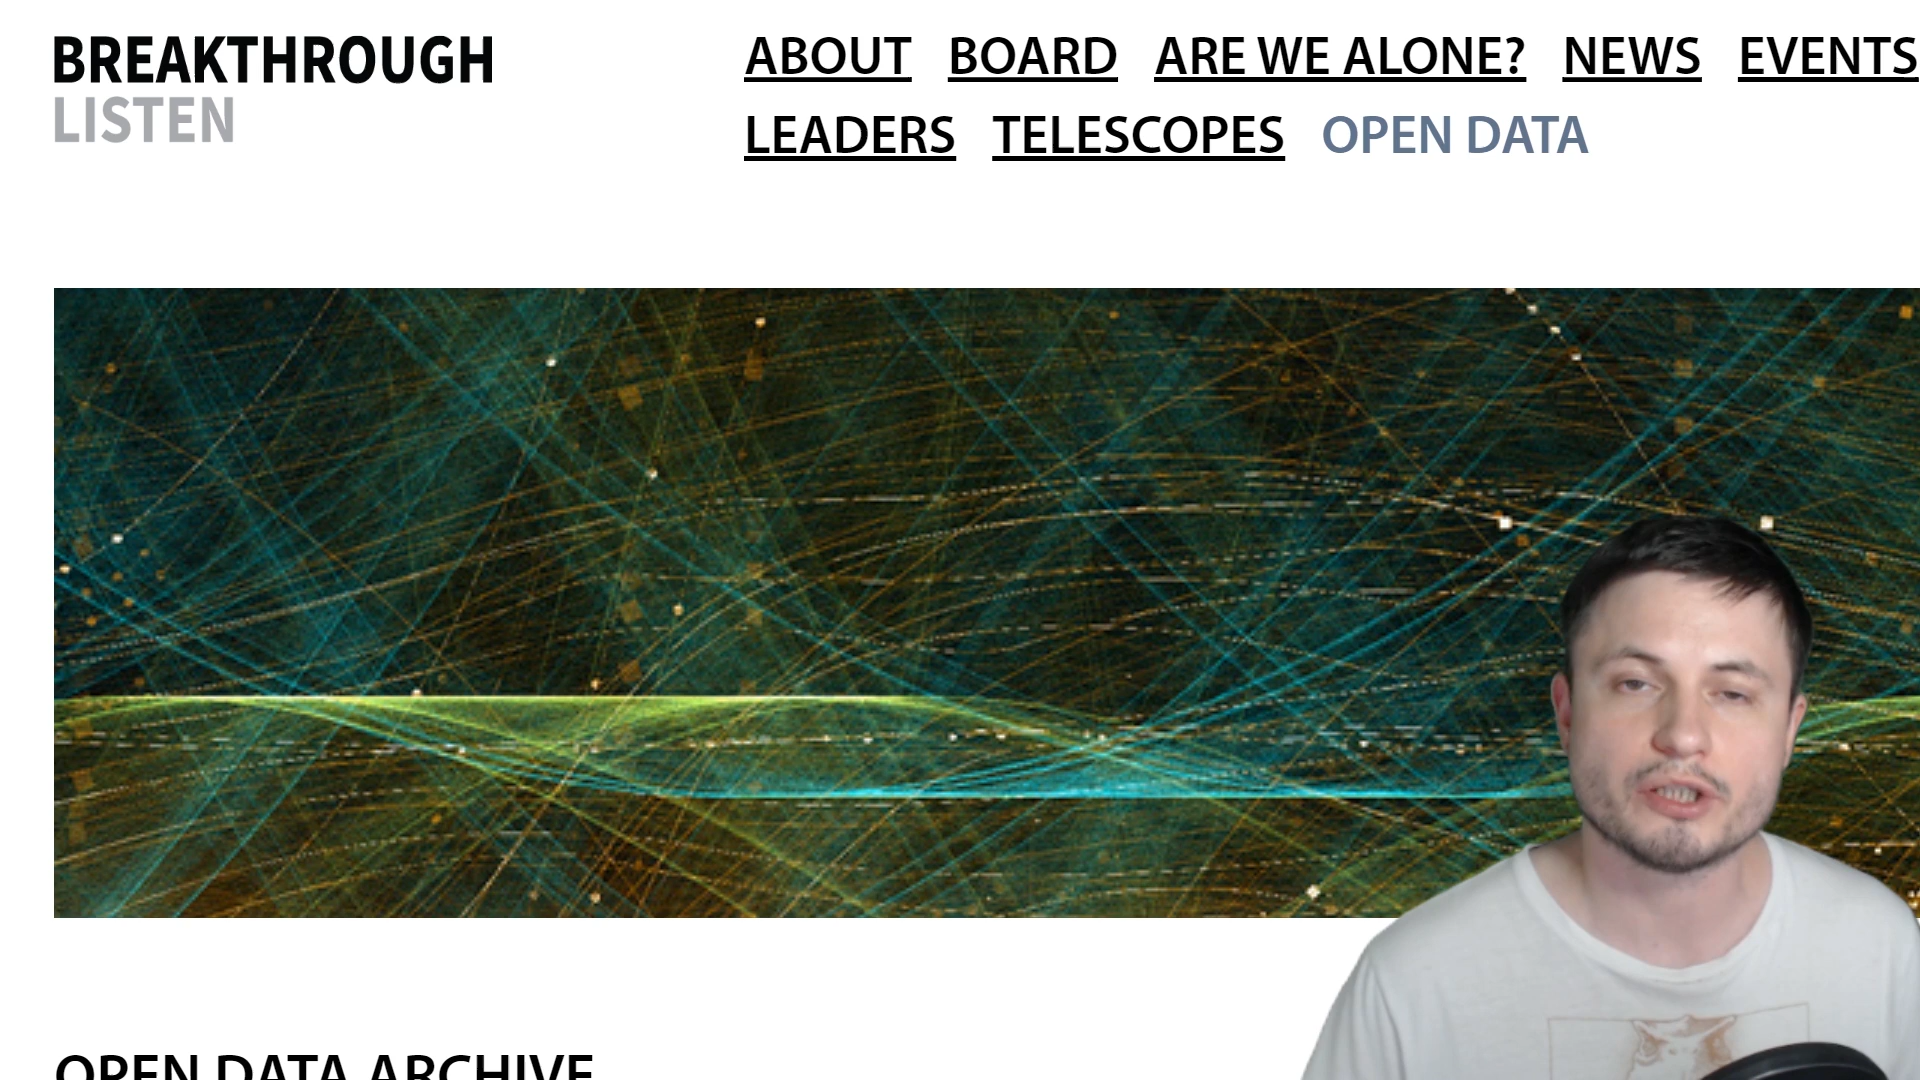 BREAKTHROUGH
LISTEN
ABOUT BOARD ARE WE ALONE? NEWS EVENTS
LEADERS TELESCOPES OPEN DATA
OPEN DATA ARCHIVE